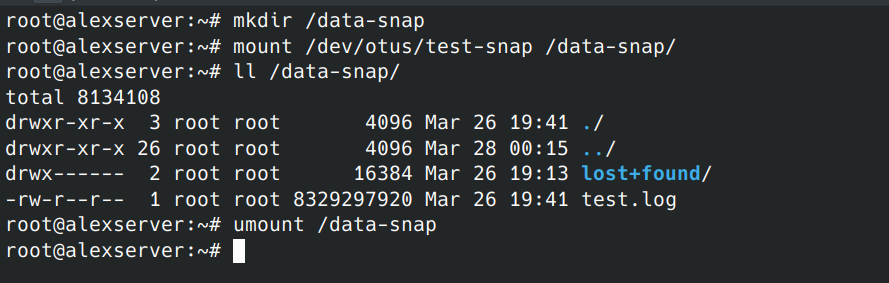 root@alexserver:~# mkdir /data-snap
root@alexserver:~# mount /dev/otus/test-snap /data-snap/
root@alexserver:~# ll /data-snap/
total 8134108
drwxr-xr-x  3 root root       4096 Mar 26 19:41 ./
drwxr-xr-x 26 root root       4096 Mar 28 00:15 ../
drwx------  2 root root      16384 Mar 26 19:13 lost+found/
-rw-r--r--  1 root root 8329297920 Mar 26 19:41 test.log
root@alexserver:~# umount /data-snap
root@alexserver:~#